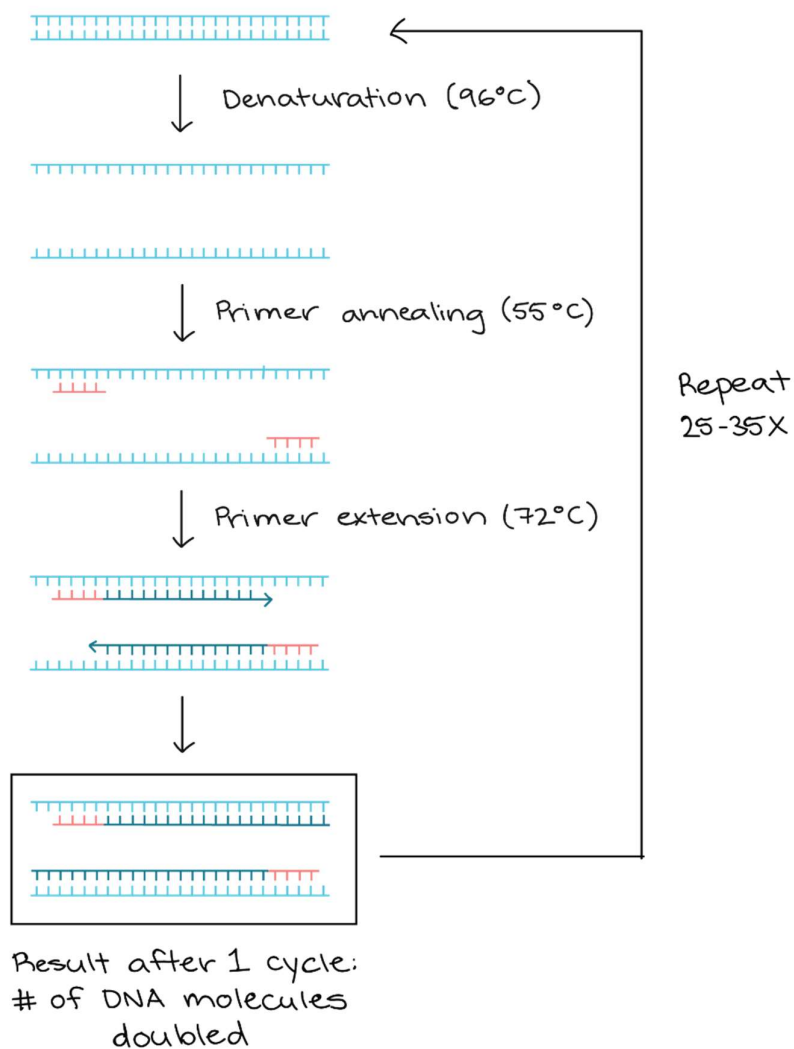 Denaturation (96°C)
Primer annealing (55°C)
Repeat
25-35X
Primer extension (72°C)
Result after 1 cycle:
# of DNA molecules
doubled